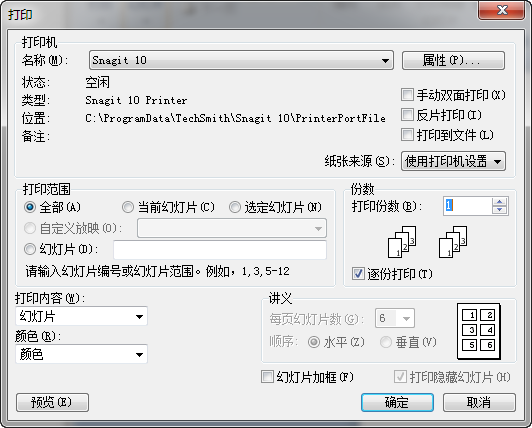 打印
打印机
名称(M): Snagit 10 属性(P)...
状态: 空闲
类型: Snagit 10 Printer 手动双面打印(X)
位置: C:\ProgramData\TechSmith\Snagit 10\PrinterPortFile 反片打印(I)
备注: 打印到文件(L)
纸张来源(S): 使用打印机设置
打印范围 份数
全部(A) 当前幻灯片(C) 选定幻灯片(N) 打印份数(B): 1
自定义放映(O):
幻灯片(D):
1 2 3 1 2 3
请输入幻灯片编号或幻灯片范围。例如, 1,3,5-12 逐份打印(T)
打印内容(W): 讲义
幻灯片 每页幻灯片数(G): 6 1 2
颜色(R): 顺序: 水平(Z) 垂直(V) 3 4
颜色 5 6
幻灯片加框(F) 打印隐藏幻灯片(H)
预览(E) 确定 取消